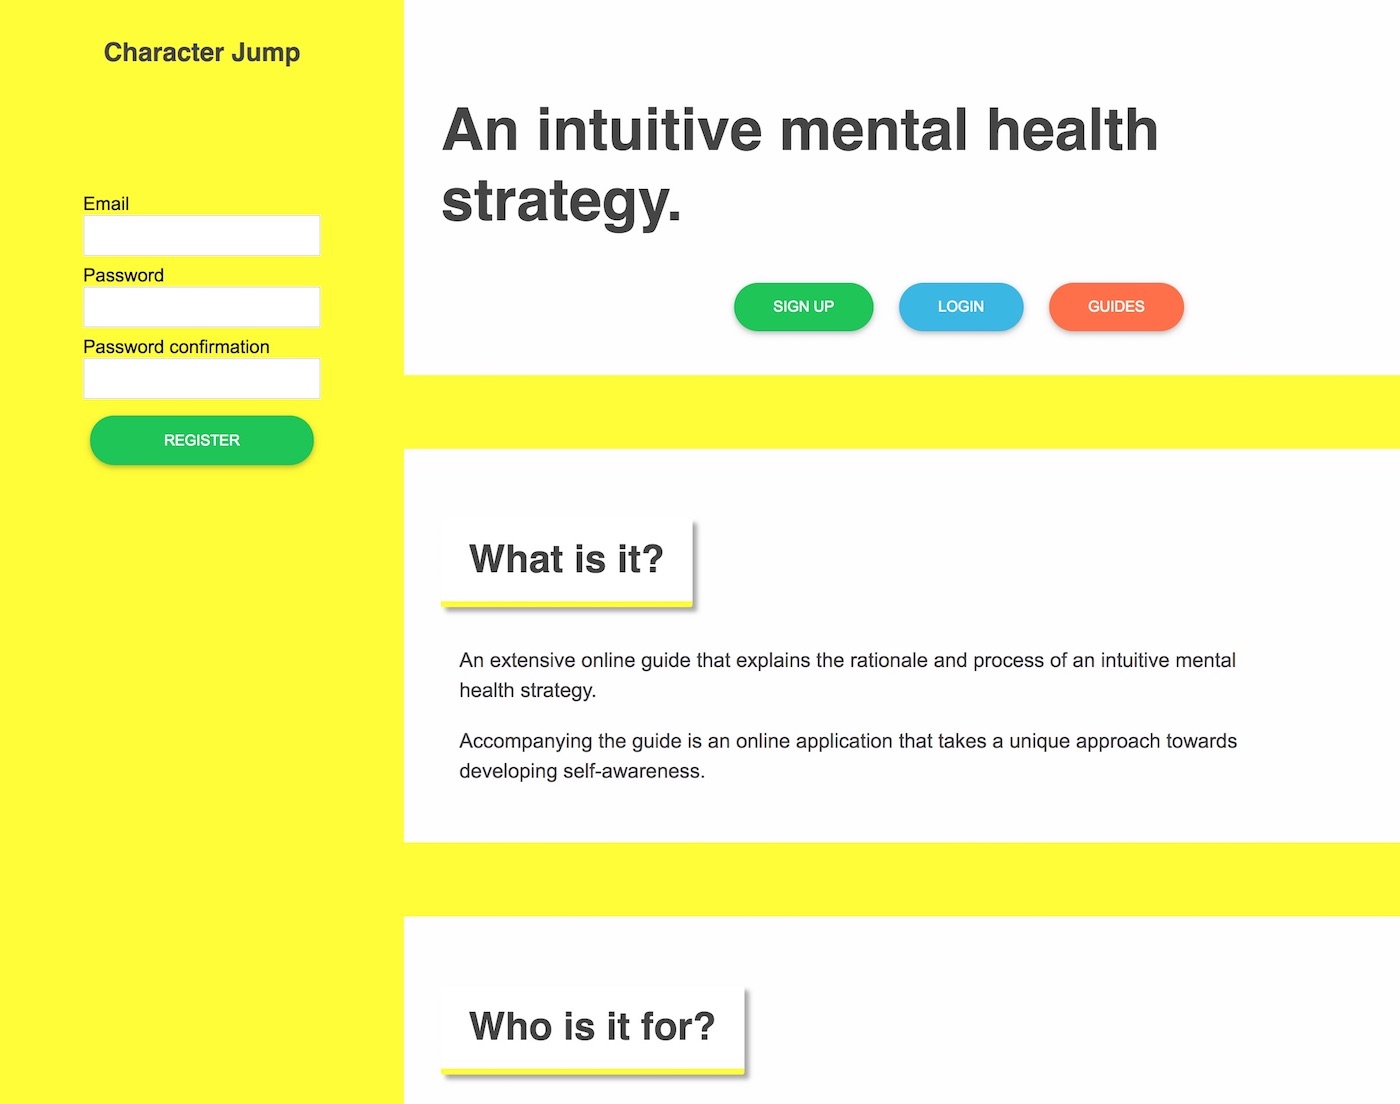 Character Jump
Email
Password
Password confirmation
REGISTER
An intuitive mental health
strategy.
SIGN UP
LOGIN
GUIDES
What is it?
An extensive online guide that explains the rationale and process of an intuitive mental
health strategy.
Accompanying the guide is an online application that takes a unique approach towards
developing self-awareness.
Who is it for?